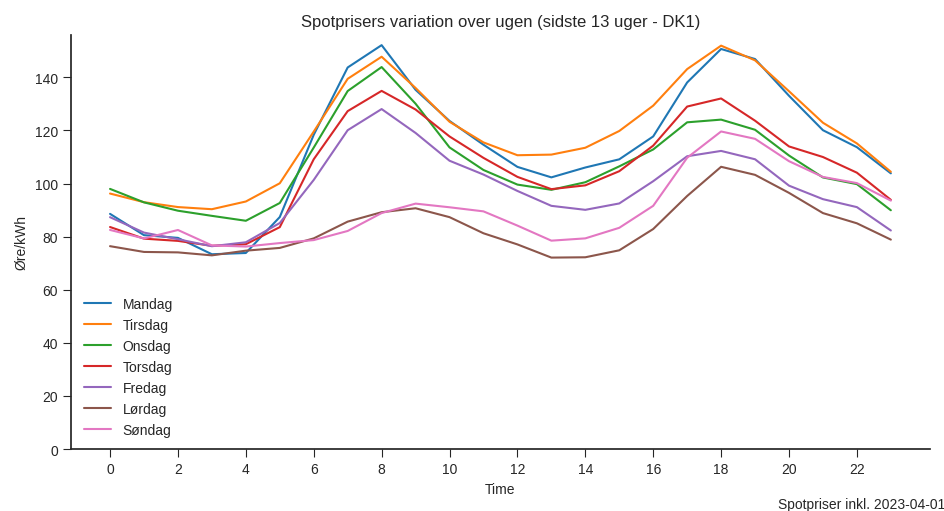 Spotprisers variation over ugen (sidste 13 uger - DK1)
Øre/kWh
140
120
100
80
60
40
20
0
Mandag
Tirsdag
Onsdag
Torsdag
Fredag
Lørdag
Søndag
0 2 4 6 8 10 12 14 16 18 20 22
Time
Spotpriser inkl. 2023-04-01